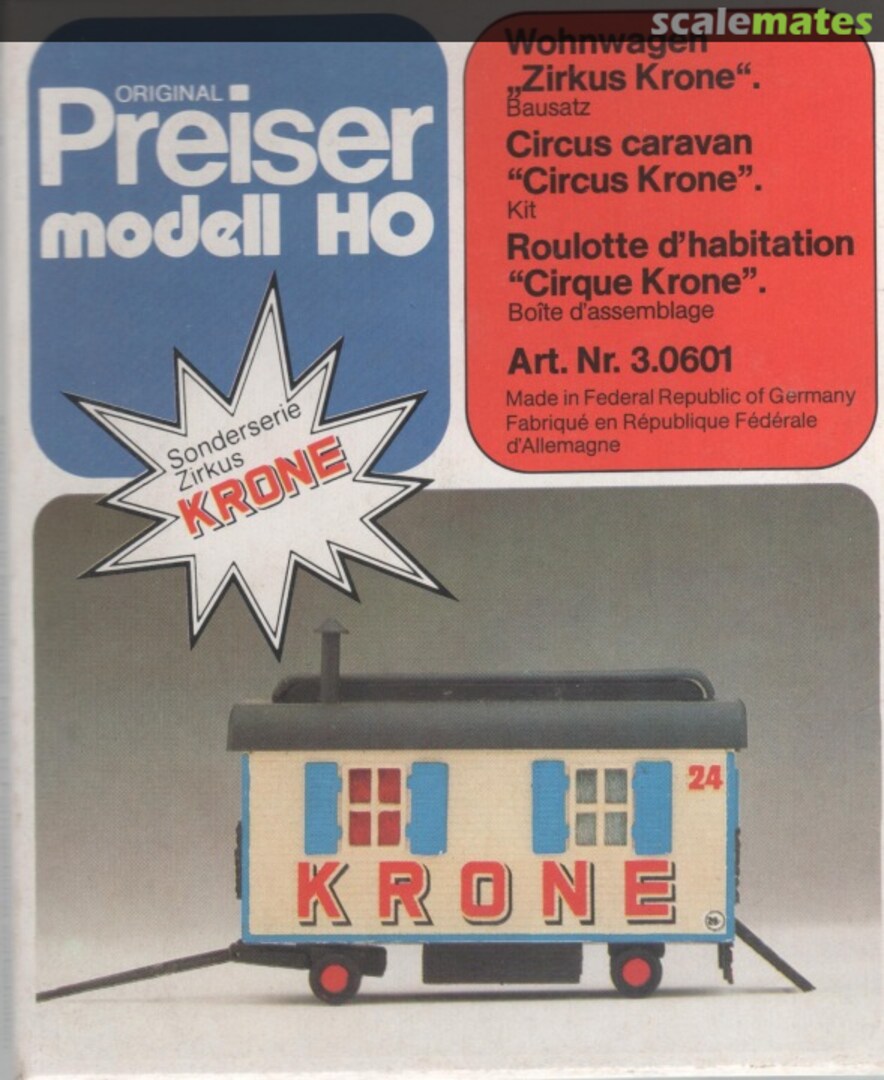 scalemates
ORIGINAL
Preiser
modell HO
Wohnwagen
„Zirkus Krone“.
Bausatz
Circus caravan
“Circus Krone”.
Kit
Roulotte d’habitation
“Cirque Krone”.
Boîte d’assemblage
Art. Nr. 3.0601
Made in Federal Republic of Germany
Fabriqué en République Fédérale
d’Allemagne
Sonderserie
Zirkus
KRONE
24
KRONE